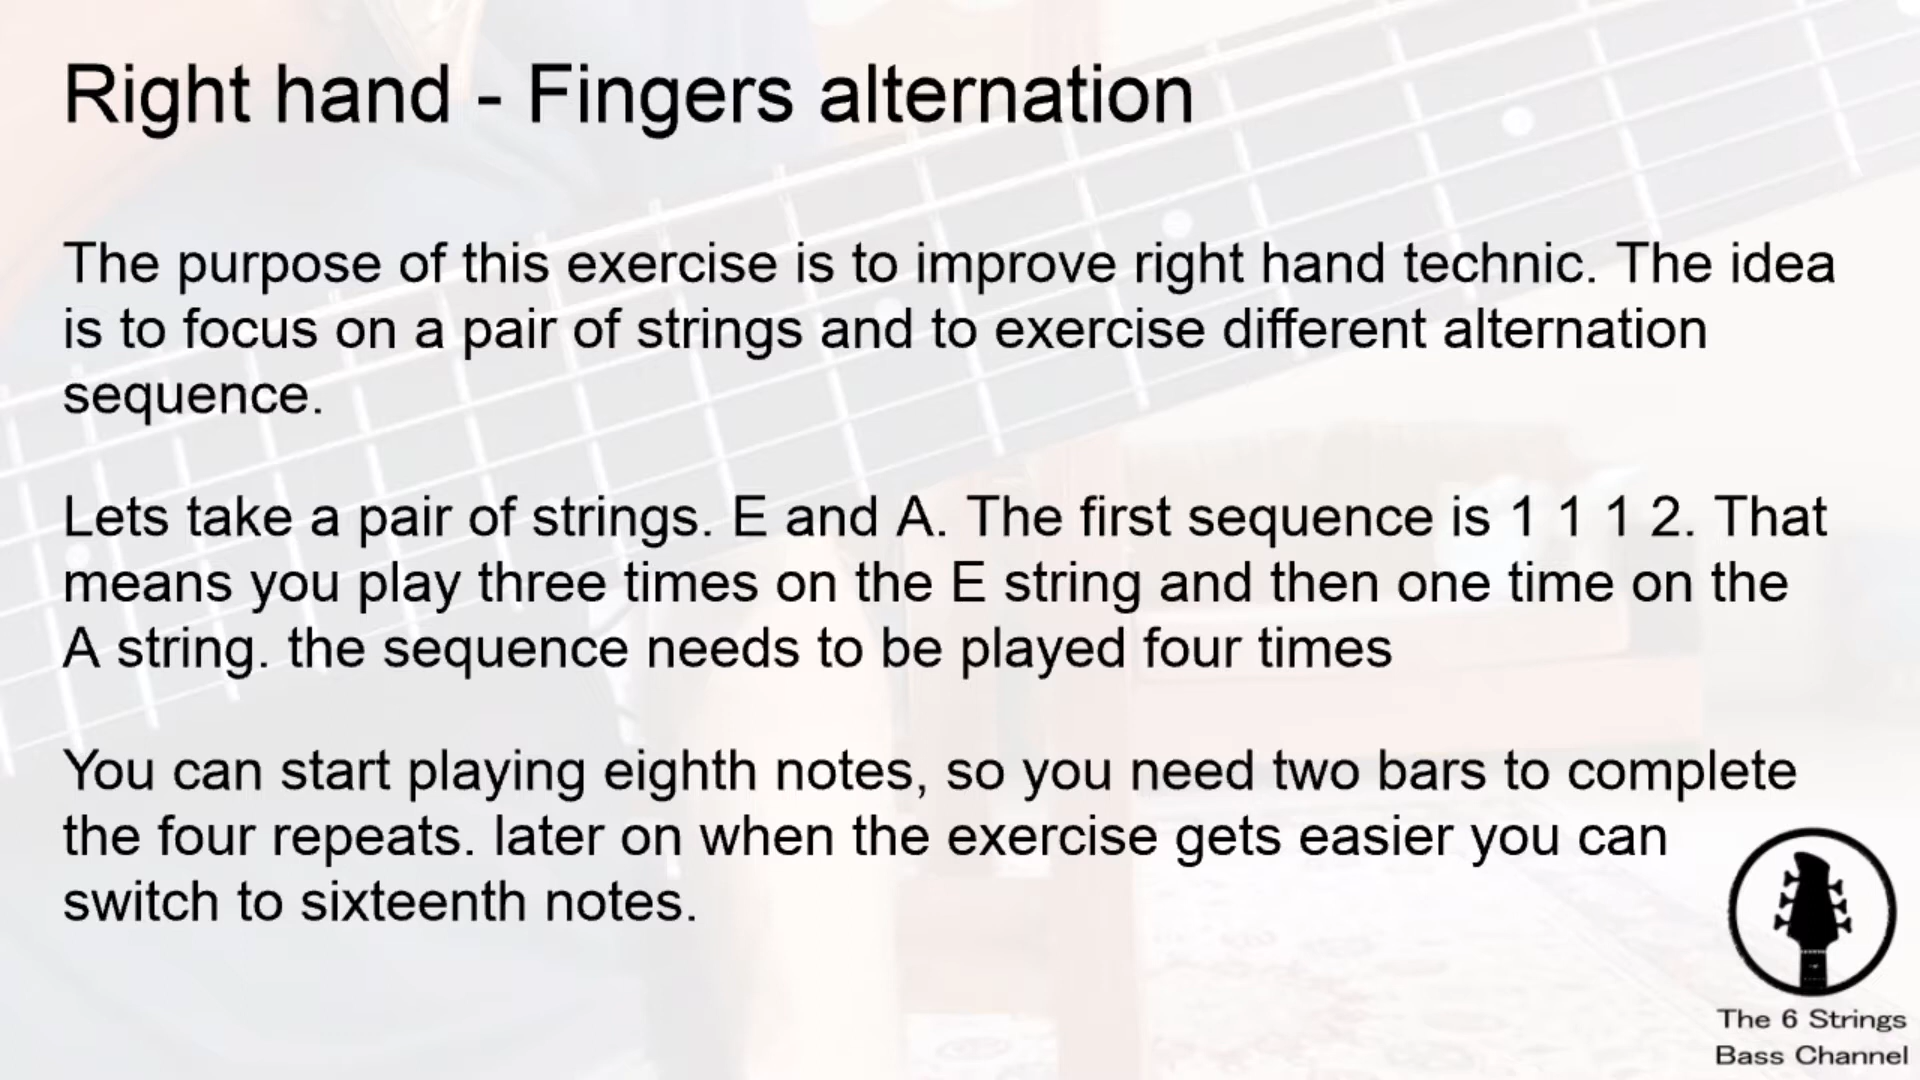 Right hand - Fingers alternation
The purpose of this exercise is to improve right hand technic. The idea
is to focus on a pair of strings and to exercise different alternation
sequence.
Lets take a pair of strings. E and A. The first sequence is 1 1 1 2. That
means you play three times on the E string and then one time on the
A string. the sequence needs to be played four times
You can start playing eighth notes, so you need two bars to complete
the four repeats. later on when the exercise gets easier you can
switch to sixteenth notes.
The 6 Strings
Bass Channel